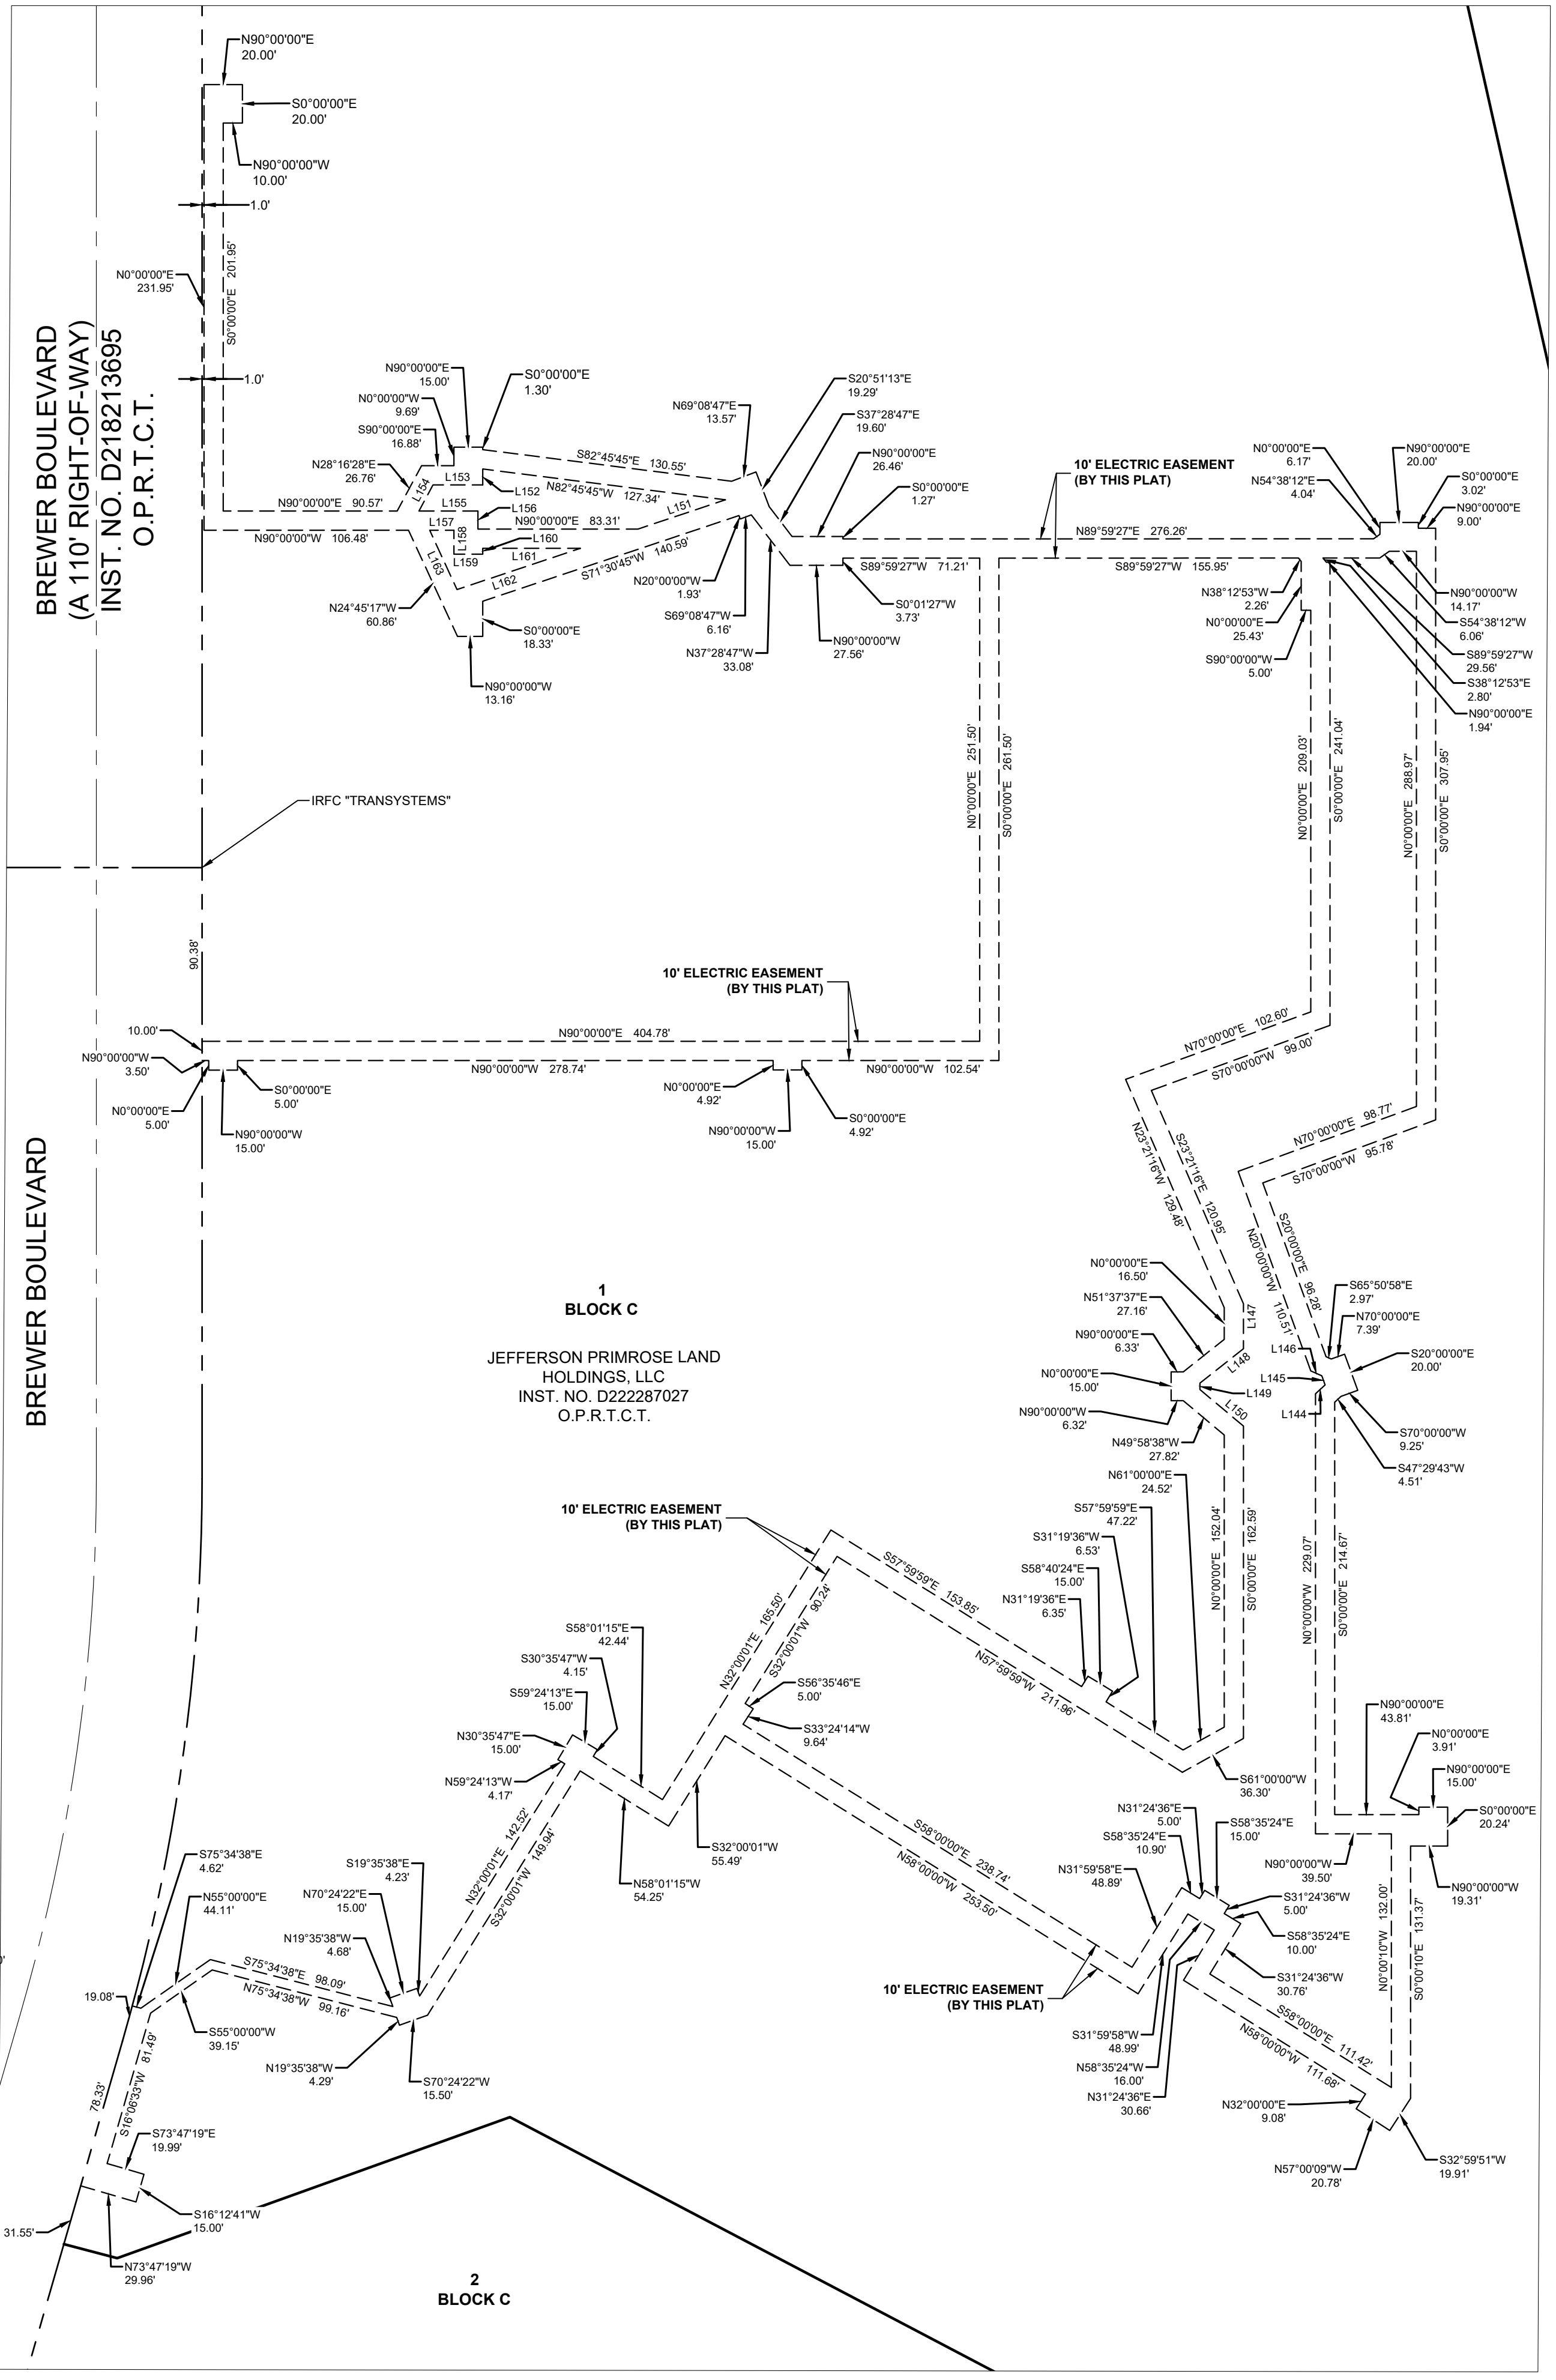 N90°00'00"E
20.00'
S0°00'00"E
20.00'
N90°00'00"W
10.00'
1.0'
S0°00'00"E 201.95'
N0°00'00"E
231.95'
1.0'
BREWER BOULEVARD
(A 110' RIGHT-OF-WAY)
INST. NO. D218213695
O.P.R.T.C.T.
N90°00'00"E
15.00'
S0°00'00"E
1.30'
N0°00'00"W
9.69'
S90°00'00"E
16.88'
N28°16'28"E
26.76'
N90°00'00"E 90.57'
N90°00'00"W 106.48'
S82°45'45"E 130.55'
N82°45'45"W 127.34'
L153
L154
L152
L155
L156
L151
L157
N90°00'00"E 83.31'
L158
L160
L159
L161
L163
L162
S71°30'45"W 140.59'
N24°45'17"W
60.86'
S0°00'00"E
18.33'
N90°00'00"W
13.16'
N69°08'47"E
13.57'
S20°51'13"E
19.29'
S37°28'47"E
19.60'
N90°00'00"E
26.46'
S0°00'00"E
1.27'
N20°00'00"W
1.93'
S69°08'47"W
6.16'
N37°28'47"W
33.08'
S89°59'27"W 71.21'
S0°01'27"W
3.73'
N90°00'00"W
27.56'
10' ELECTRIC EASEMENT
(BY THIS PLAT)
N89°59'27"E 276.26'
S89°59'27"W 155.95'
N0°00'00"E
6.17'
N54°38'12"E
4.04'
N90°00'00"E
20.00'
S0°00'00"E
3.02'
N90°00'00"E
9.00'
N38°12'53"W
2.26'
N0°00'00"E
25.43'
S90°00'00"W
5.00'
N90°00'00"W
14.17'
S54°38'12"W
6.06'
S89°59'27"W
29.56'
S38°12'53"E
2.80'
N90°00'00"E
1.94'
N0°00'00"E 251.50'
S0°00'00"E 261.50'
N0°00'00"E 209.03'
S0°00'00"E 241.04'
N0°00'00"E 288.97'
S0°00'00"E 307.95'
IRFC "TRANSYSTEMS"
90.38'
10' ELECTRIC EASEMENT
(BY THIS PLAT)
10.00'
N90°00'00"W
3.50'
N90°00'00"E 404.78'
N90°00'00"W 278.74'
N90°00'00"W 102.54'
S0°00'00"E
5.00'
N0°00'00"E
5.00'
N90°00'00"W
15.00'
N0°00'00"E
4.92'
N90°00'00"W
15.00'
S0°00'00"E
4.92'
N70°00'00"E 102.60'
S70°00'00"W 99.00'
N70°00'00"E 98.77'
S70°00'00"W 95.78'
N23°21'16"W 129.48'
S23°21'16"E 120.95'
N20°00'00"W 110.51'
S20°00'00"E 96.28'
BREWER BOULEVARD
1
BLOCK C
JEFFERSON PRIMROSE LAND
HOLDINGS, LLC
INST. NO. D222287027
O.P.R.T.C.T.
N0°00'00"E
16.50'
N51°37'37"E
27.16'
N90°00'00"E
6.33'
N0°00'00"E
15.00'
N90°00'00"W
6.32'
N49°58'38"W
27.82'
L147
L148
L149
L150
L146
L145
L144
S65°50'58"E
2.97'
N70°00'00"E
7.39'
S20°00'00"E
20.00'
S70°00'00"W
9.25'
S47°29'43"W
4.51'
N61°00'00"E
24.52'
S57°59'59"E
47.22'
S31°19'36"W
6.53'
S58°40'24"E
15.00'
N31°19'36"E
6.35'
N0°00'00"E 152.04'
S0°00'00"E 162.59'
N0°00'00"W 229.07'
S0°00'00"E 214.67'
10' ELECTRIC EASEMENT
(BY THIS PLAT)
S57°59'59"E 153.85'
N57°59'59"W 211.96'
N32°00'01"E 165.50'
S32°00'01"W 90.24'
S61°00'00"W
36.30'
S58°01'15"E
42.44'
S30°35'47"W
4.15'
S59°24'13"E
15.00'
N30°35'47"E
15.00'
N59°24'13"W
4.17'
S56°35'46"E
5.00'
S33°24'14"W
9.64'
S32°00'01"W
55.49'
N58°01'15"W
54.25'
N32°00'01"E 142.52'
S32°00'01"W 149.94'
S58°00'00"E 238.74'
N58°00'00"W 253.50'
N90°00'00"E
43.81'
N0°00'00"E
3.91'
N90°00'00"E
15.00'
S0°00'00"E
20.24'
N90°00'00"W
39.50'
N90°00'00"W
19.31'
N31°24'36"E
5.00'
S58°35'24"E
10.90'
N31°59'58"E
48.89'
S58°35'24"E
15.00'
S31°24'36"W
5.00'
S58°35'24"E
10.00'
S31°24'36"W
30.76'
N0°00'10"W 132.00'
S0°00'10"E 131.37'
10' ELECTRIC EASEMENT
(BY THIS PLAT)
S31°59'58"W
48.99'
N58°35'24"W
16.00'
N31°24'36"E
30.66'
S58°00'00"E 111.42'
N58°00'00"W 111.68'
N32°00'00"E
9.08'
N57°00'09"W
20.78'
S32°59'51"W
19.91'
S75°34'38"E
4.62'
N55°00'00"E
44.11'
N70°24'22"E
15.00'
S19°35'38"E
4.23'
N19°35'38"W
4.68'
S75°34'38"E 98.09'
N75°34'38"W 99.16'
19.08'
S55°00'00"W
39.15'
N19°35'38"W
4.29'
S70°24'22"W
15.50'
78.33'
S16°06'33"W 81.49'
S73°47'19"E
19.99'
S16°12'41"W
15.00'
31.55'
N73°47'19"W
29.96'
2
BLOCK C